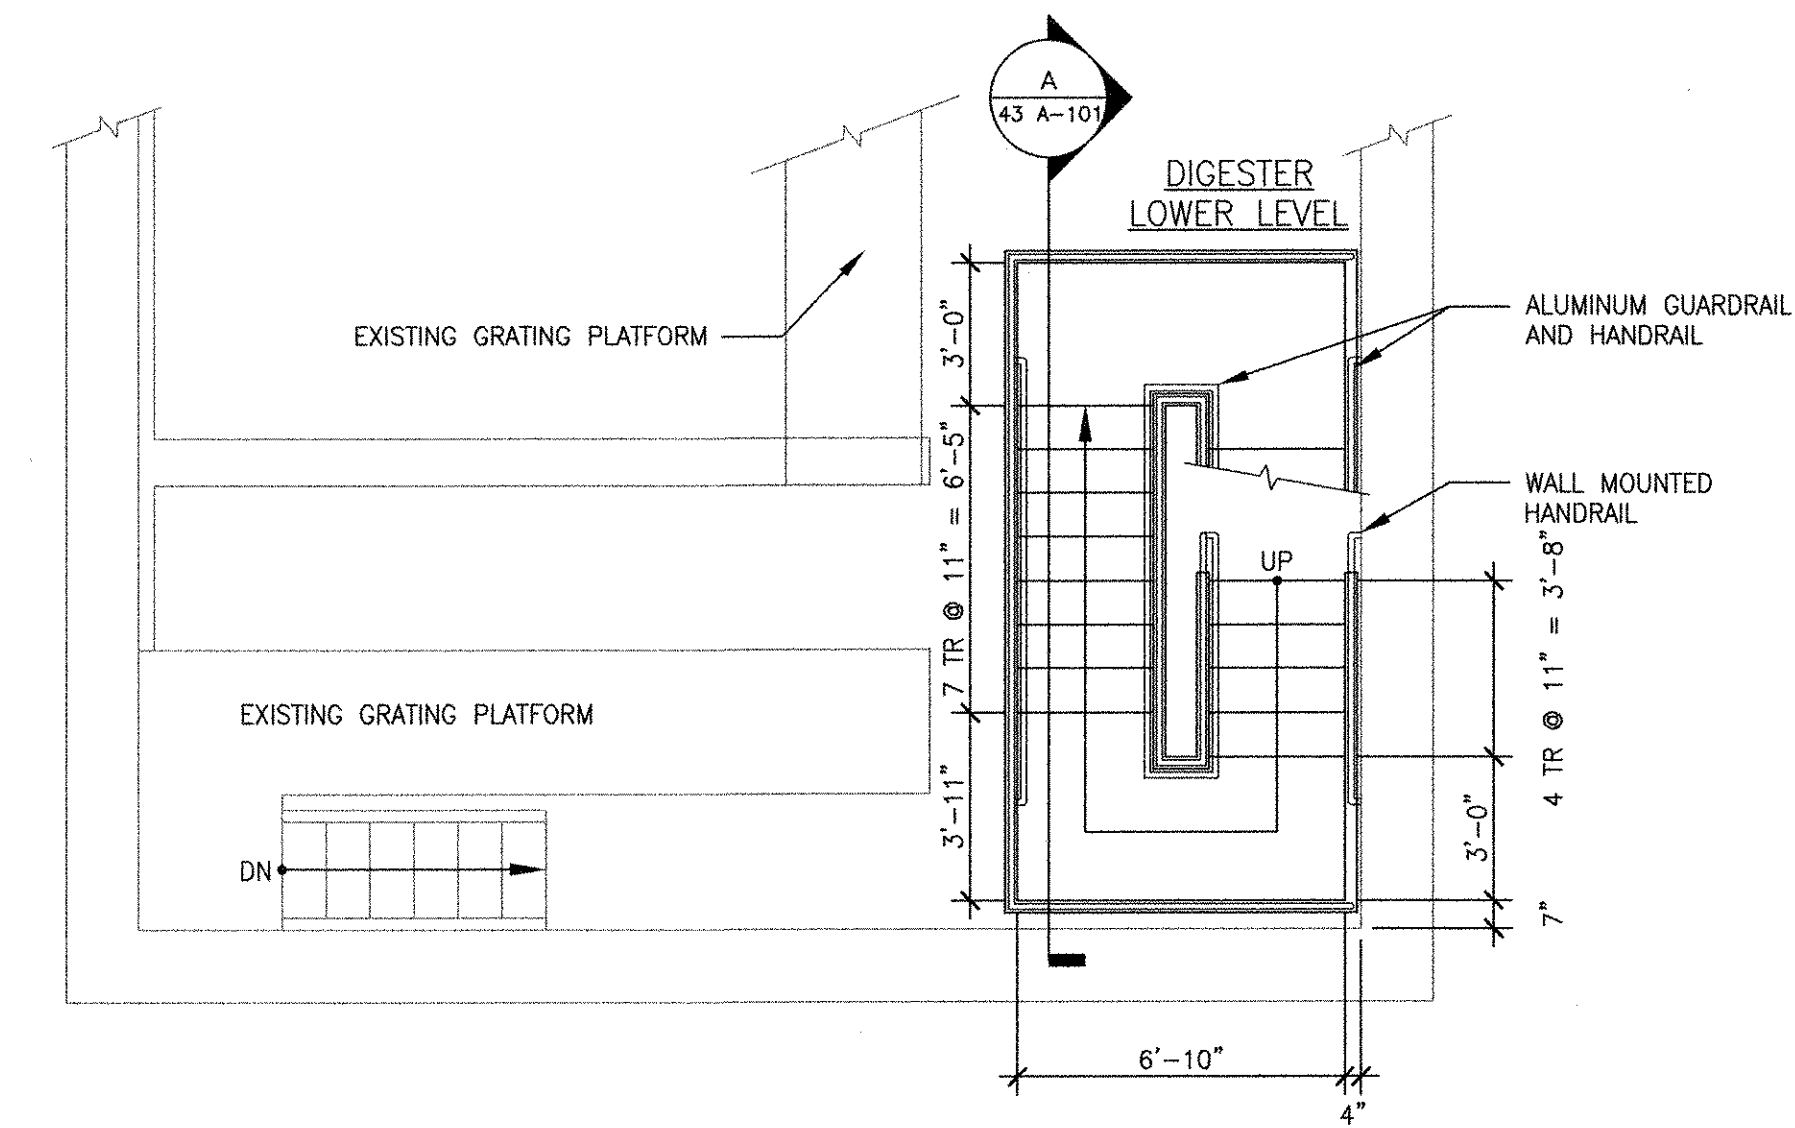 A
43 A-101
DIGESTER
LOWER LEVEL
EXISTING GRATING PLATFORM
ALUMINUM GUARDRAIL
AND HANDRAIL
WALL MOUNTED
HANDRAIL
3'-0"
7 TR @ 11" = 6'-5"
3'-11"
UP
4 TR @ 11" = 3'-8"
3'-0"
7"
EXISTING GRATING PLATFORM
DN
6'-10"
4"